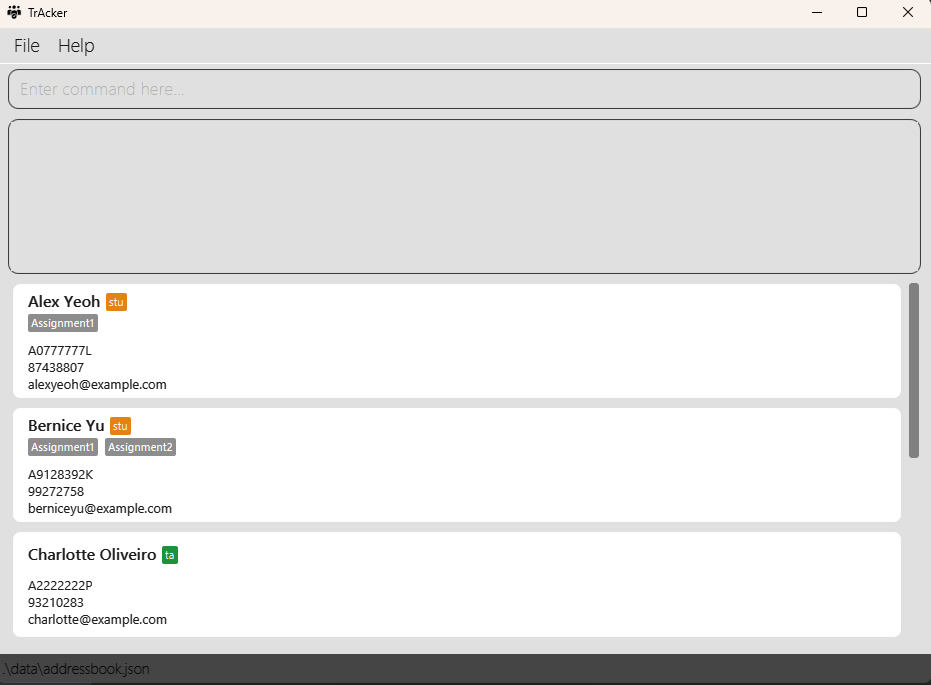 TrAcker
File Help
Enter command here...
Alex Yeoh stu
Assignment1
A0777777L
87438807
alexyeoh@example.com
Bernice Yu stu
Assignment1 Assignment2
A9128392K
99272758
berniceyu@example.com
Charlotte Oliveiro ta
A2222222P
93210283
charlotte@example.com
.\data\addressbook.json